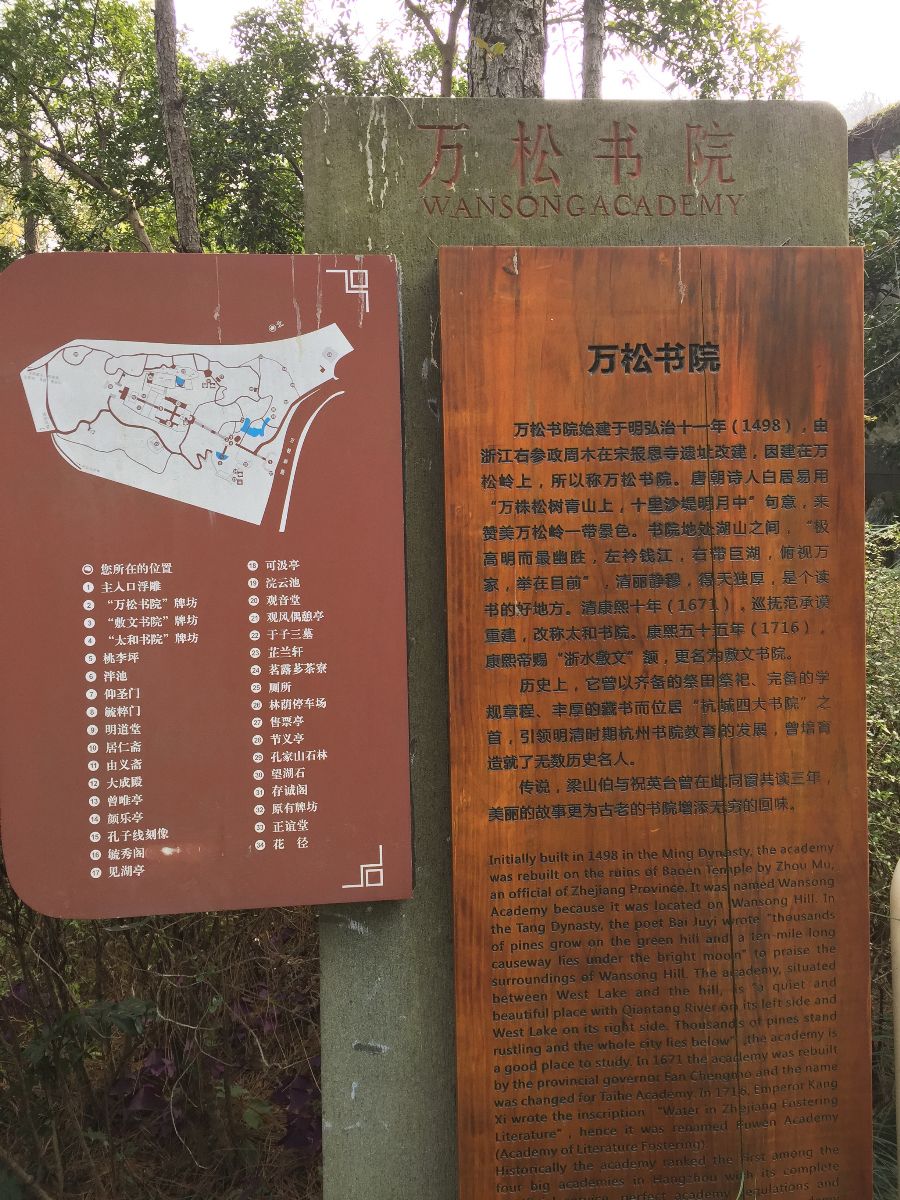 万松书院
WANSONG ACADEMY
北
您所在的位置
1 主入口浮雕
2 “万松书院”牌坊
3 “敷文书院”牌坊
4 “太和书院”牌坊
5 桃李坪
6 泮池
7 仰圣门
8 毓粹门
9 明道堂
10 居仁斋
11 由义斋
12 大成殿
13 曾唯亭
14 颜乐亭
15 孔子线刻像
16 毓秀阁
17 见湖亭
18 可汲亭
19 浣云池
20 观音堂
21 观风偶憩亭
22 于子三墓
23 芷兰轩
24 茗露芗茶寮
25 厕所
26 林荫停车场
27 售票亭
28 节义亭
29 孔家山石林
30 望湖石
31 存诚阁
32 原有牌坊
33 正谊堂
34 花 径
万松书院
万松书院始建于明弘治十一年（1498），由
浙江右参政周木在宋报恩寺遗址改建，因建在万
松岭上，所以称万松书院。唐朝诗人白居易用
“万株松树青山上，十里沙堤明月中”句意，来
赞美万松岭一带景色。书院地处湖山之间，“极
高明而最幽胜，左衿钱江，右带巨湖，俯视万
家，举在目前”，清丽静穆，得天独厚，是个读
书的好地方。清康熙十年（1671），巡抚范承谟
重建，改称太和书院。康熙五十五年（1716），
康熙帝赐“浙水敷文”额，更名为敷文书院。
历史上，它曾以齐备的祭田祭祀、完备的学
规章程、丰厚的藏书而位居“杭城四大书院”之
首，引领明清时期杭州书院教育的发展，曾培育
造就了无数历史名人。
传说，梁山伯与祝英台曾在此同窗共读三年，
美丽的故事更为古老的书院增添无穷的回味。
Initially built in 1498 in the Ming Dynasty, the academy
was rebuilt on the ruins of Baoen Temple by Zhou Mu,
an official of Zhejiang Province. It was named Wansong
Academy because it was located on Wansong Hill. In
the Tang Dynasty, the poet Bai Juyi wrote “thousands
of pines grow on the green hill and a ten-mile long
causeway lies under the bright moon” to praise the
surroundings of Wansong Hill. The academy, situated
between West Lake and the hill, is “a quiet and
beautiful place with Qiantang River on its left side and
West Lake on its right side. Thousands of pines stand
rustling and the whole city lies below” ,the academy is
a good place to study. In 1671 the academy was rebuilt
by the provincial governor Fan Chengmo and the name
was changed for Taihe Academy. In 1716, Emperor Kang
Xi wrote the inscription “Water in Zhejiang Fostering
Literature” , hence it was renamed Fuwen Academy
(Academy of Literature Fostering).
Historically the academy ranked the first among the
four big academies in Hangzhou with its complete
perfect academy regulations and